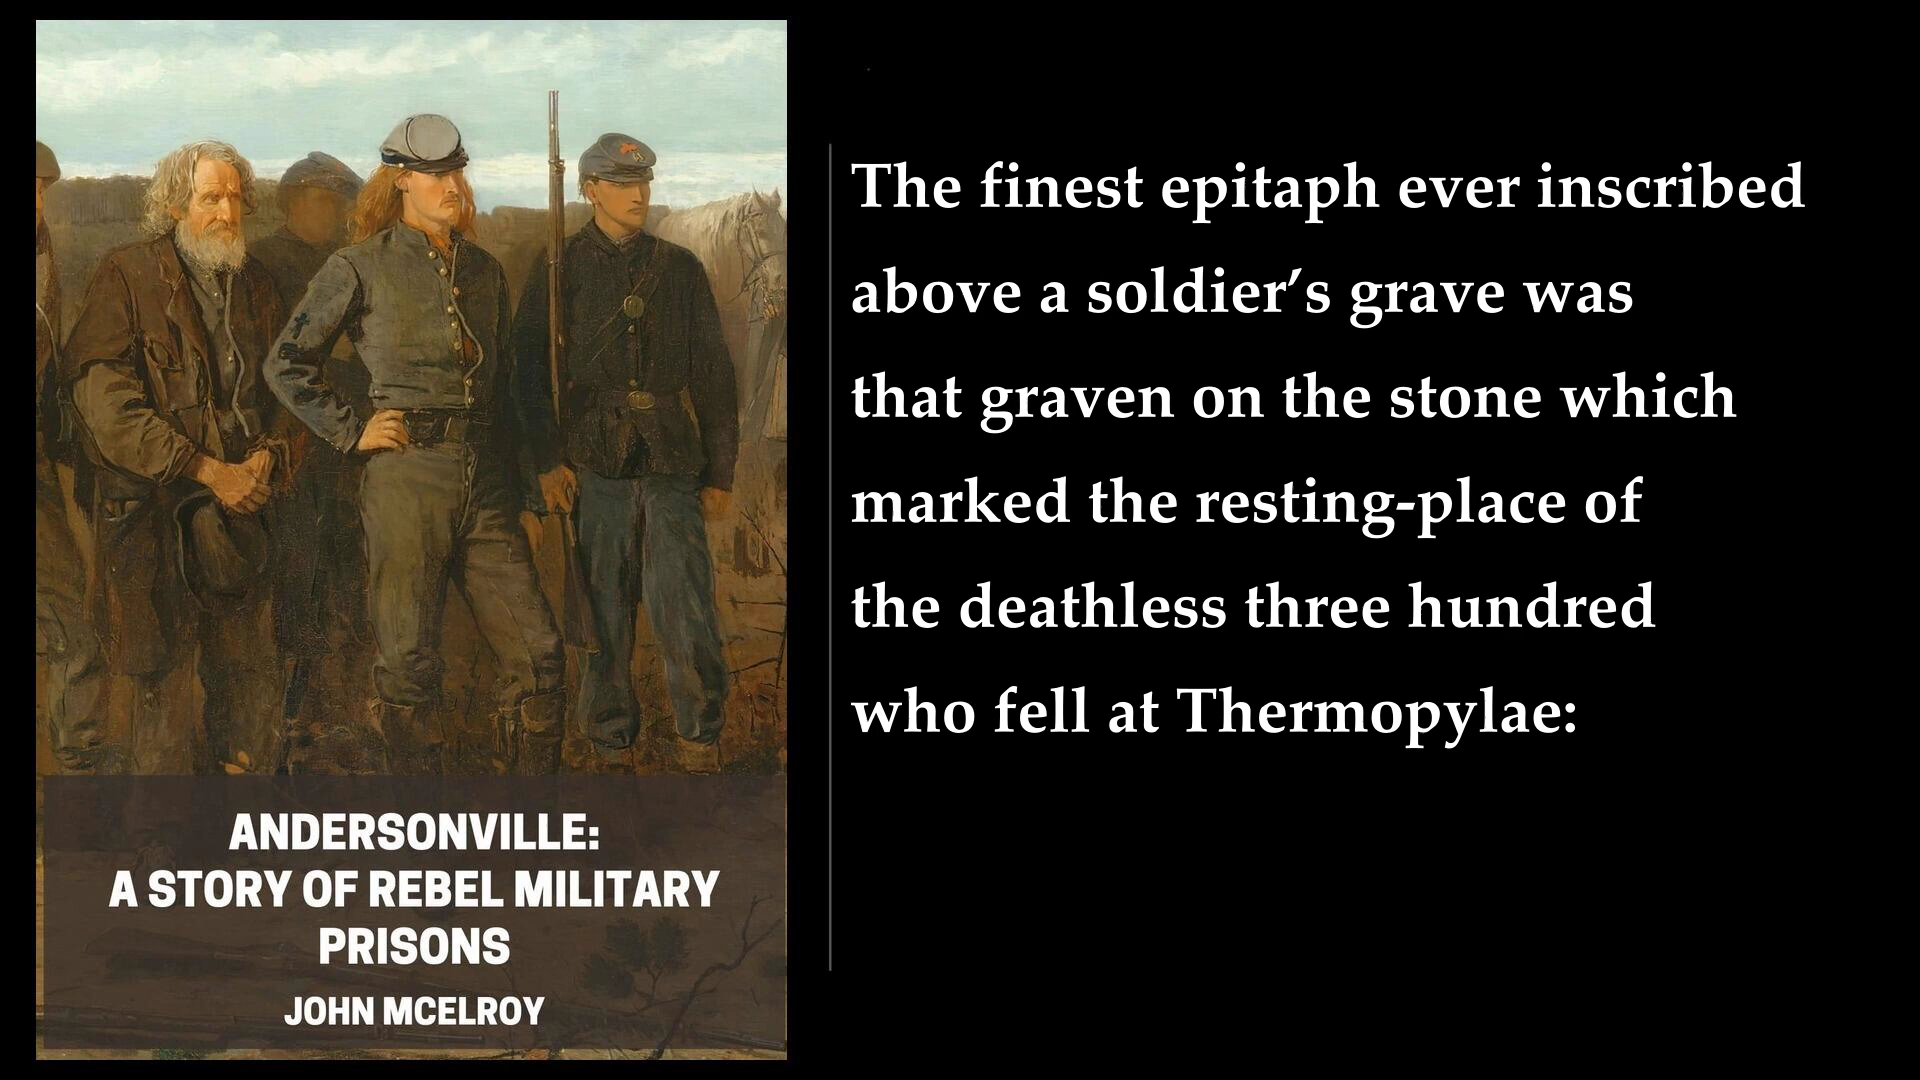 ANDERSONVILLE:
A STORY OF REBEL MILITARY
PRISONS
JOHN MCELROY
The finest epitaph ever inscribed
above a soldier’s grave was
that graven on the stone which
marked the resting-place of
the deathless three hundred
who fell at Thermopylae: